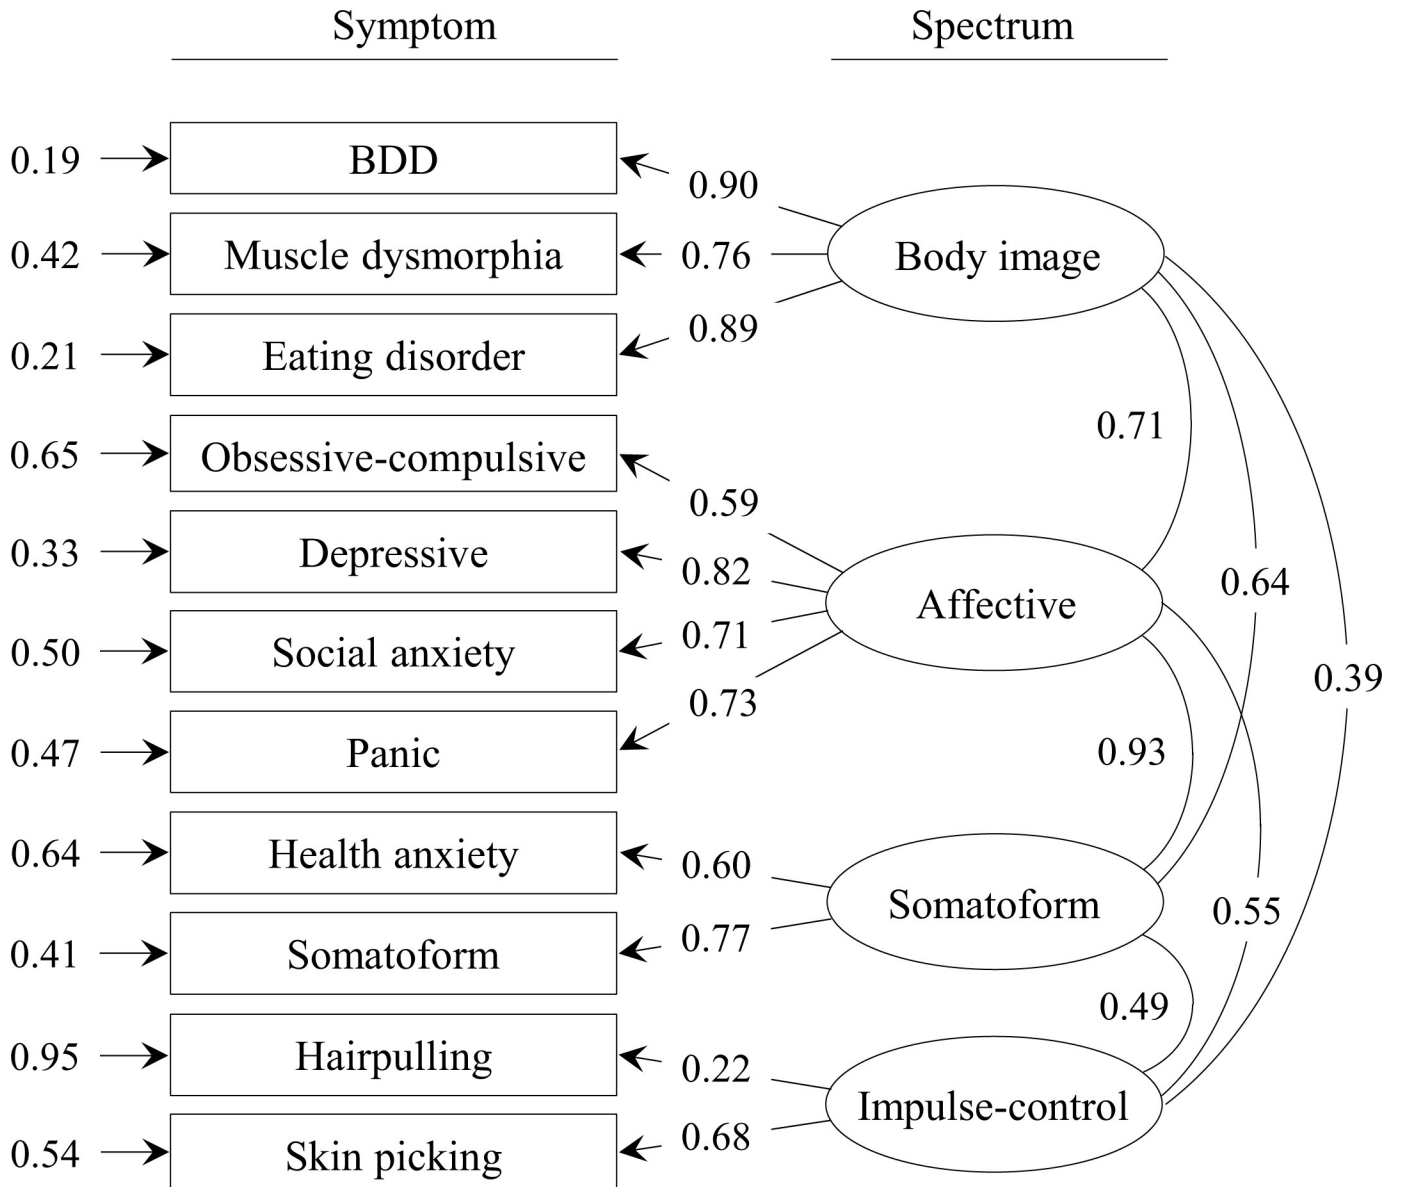 Symptom Spectrum
0.19 BDD 0.90
0.42 Muscle dysmorphia 0.76 Body image
0.21 Eating disorder 0.89
0.71
0.65 Obsessive-compulsive 0.59
0.33 Depressive 0.82 0.64
Affective
0.50 Social anxiety 0.71
0.39
0.47 Panic 0.73
0.93
0.64 Health anxiety 0.60
Somatoform 0.55
0.41 Somatoform 0.77
0.49
0.95 Hairpulling 0.22
Impulse-control
0.54 Skin picking 0.68